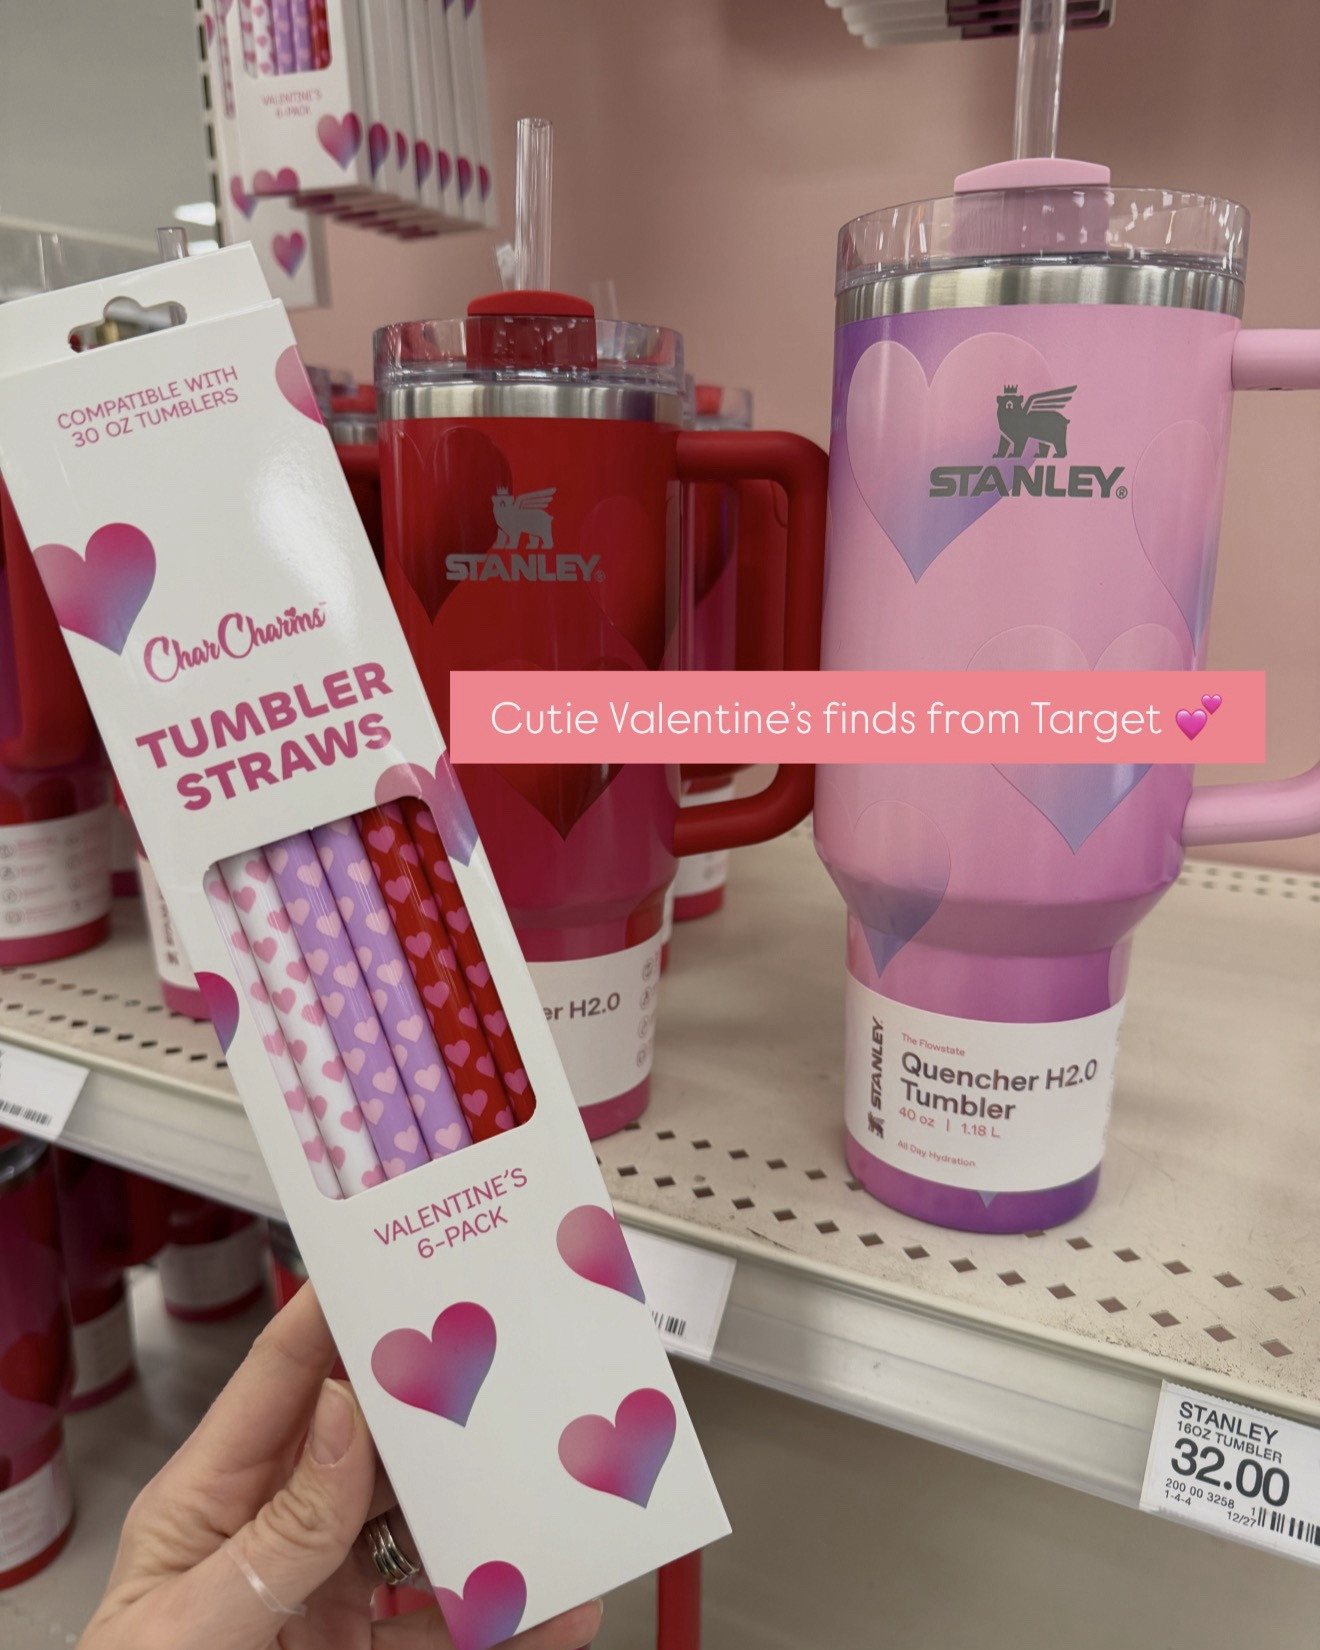 VALENTINE'S
6-PACK
COMPATIBLE WITH
30 OZ TUMBLERS
CharCharms™
TUMBLER
STRAWS
VALENTINE'S
6-PACK
STANLEY®
er H2.0
STANLEY®
Cutie Valentine's finds from Target 💕
STANLEY
The Flowstate
Quencher H2.0
Tumbler
40 oz | 1.18 L
All Day Hydration
STANLEY
16OZ TUMBLER
32.00
200 00 3258 1
1-4-4 12/27